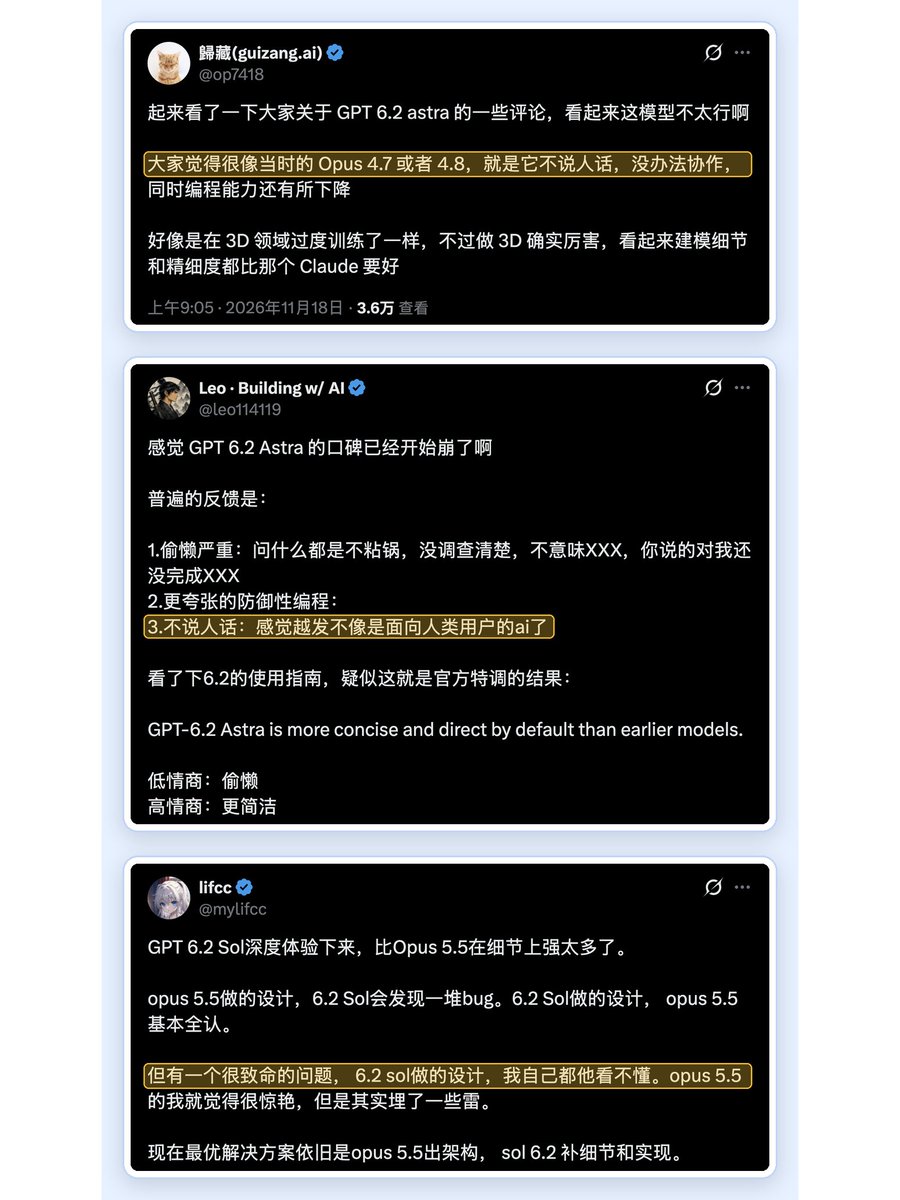 歸藏(guizang.ai)
@op7418
起来看了一下大家关于 GPT 6.2 astra 的一些评论，看起来这模型不太行啊
大家觉得很像当时的 Opus 4.7 或者 4.8，就是它不说人话，没办法协作，
同时编程能力还有所下降
好像是在 3D 领域过度训练了一样，不过做 3D 确实厉害，看起来建模细节
和精细度都比那个 Claude 要好
上午9:05 · 2026年11月18日 · 3.6万 查看
Leo · Building w/ AI
@leo114119
感觉 GPT 6.2 Astra 的口碑已经开始崩了啊
普遍的反馈是：
1.偷懒严重：问什么都是不粘锅，没调查清楚，不意味XXX，你说的对我还
没完成XXX
2.更夸张的防御性编程：
3.不说人话：感觉越发不像是面向人类用户的ai了
看了下6.2的使用指南，疑似这就是官方特调的结果：
GPT-6.2 Astra is more concise and direct by default than earlier models.
低情商：偷懒
高情商：更简洁
lifcc
@mylifcc
GPT 6.2 Sol深度体验下来，比Opus 5.5在细节上强太多了。
opus 5.5做的设计，6.2 Sol会发现一堆bug。6.2 Sol做的设计， opus 5.5
基本全认。
但有一个很致命的问题， 6.2 sol做的设计，我自己都他看不懂。opus 5.5
的我就觉得很惊艳，但是其实埋了一些雷。
现在最优解决方案依旧是opus 5.5出架构， sol 6.2 补细节和实现。